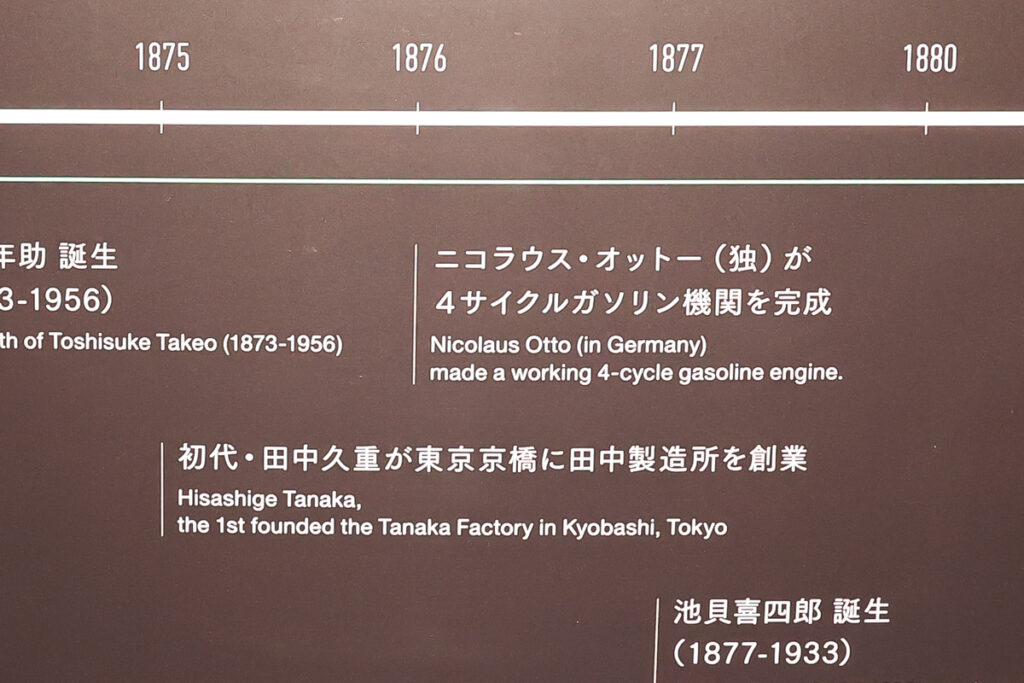 1875 1876 1877 1880
年助 誕生
3-1956）
th of Toshisuke Takeo (1873-1956)
ニコラウス・オットー（独）が
4サイクルガソリン機関を完成
Nicolaus Otto (in Germany)
made a working 4-cycle gasoline engine.
初代・田中久重が東京京橋に田中製造所を創業
Hisashige Tanaka,
the 1st founded the Tanaka Factory in Kyobashi, Tokyo
池貝喜四郎 誕生
（1877-1933）